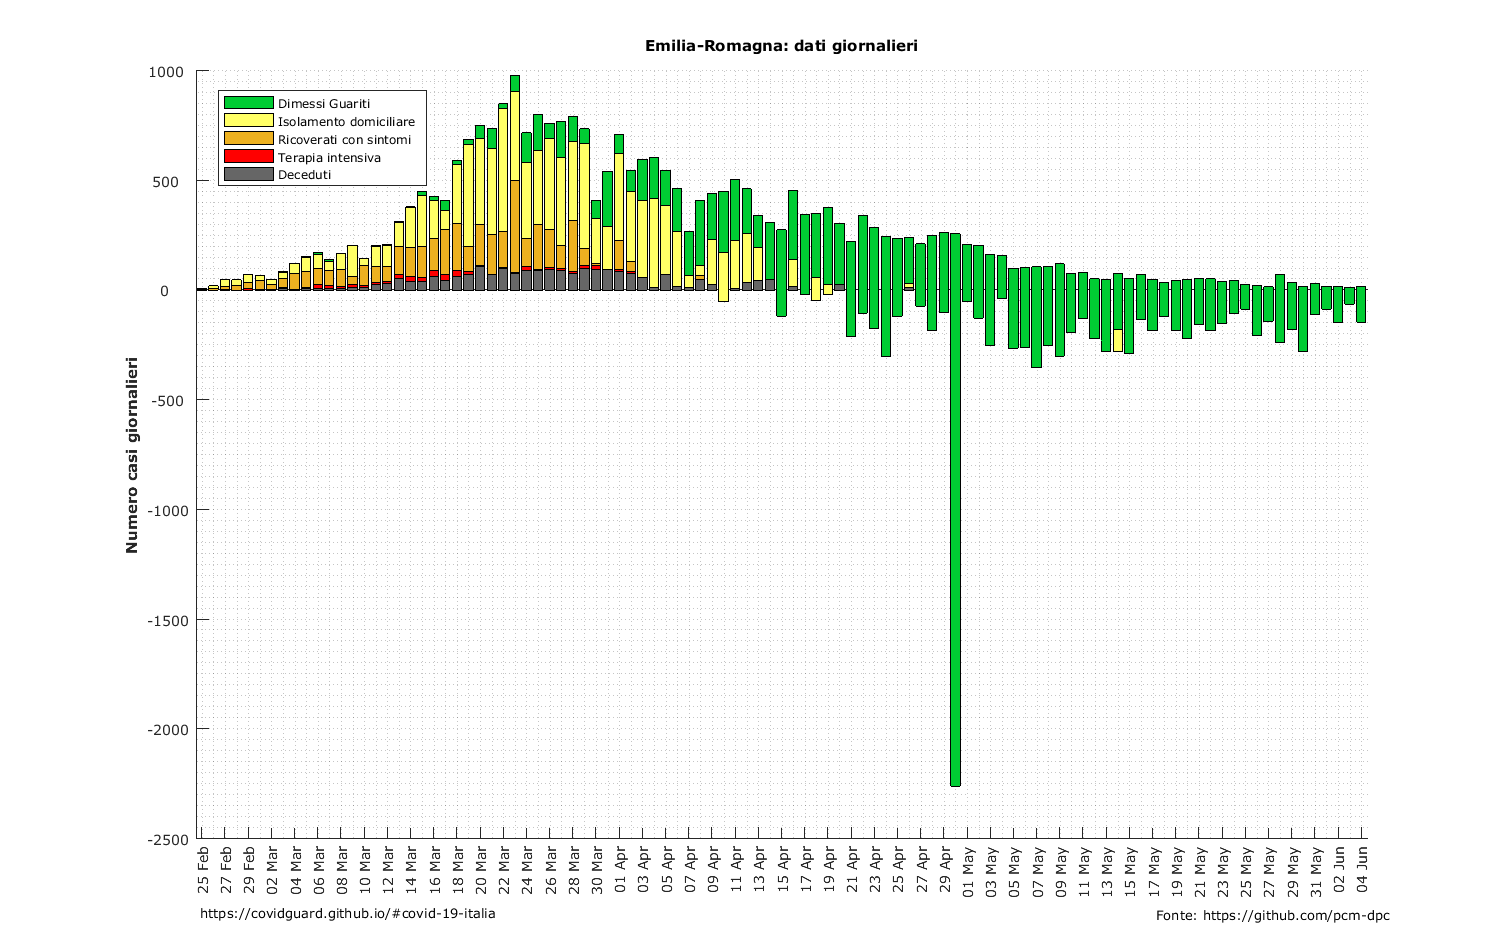 Emilia-Romagna: dati giornalieri
1000
500
0
-500
-1000
-1500
-2000
-2500
Dimessi Guariti
Isolamento domiciliare
Ricoverati con sintomi
Terapia intensiva
Deceduti
Numero casi giornalieri
25 Feb
27 Feb
29 Feb
02 Mar
04 Mar
06 Mar
08 Mar
10 Mar
12 Mar
14 Mar
16 Mar
18 Mar
20 Mar
22 Mar
24 Mar
26 Mar
28 Mar
30 Mar
01 Apr
03 Apr
05 Apr
07 Apr
09 Apr
11 Apr
13 Apr
15 Apr
17 Apr
19 Apr
21 Apr
23 Apr
25 Apr
27 Apr
29 Apr
01 May
03 May
05 May
07 May
09 May
11 May
13 May
15 May
17 May
19 May
21 May
23 May
25 May
27 May
29 May
31 May
02 Jun
04 Jun
https://covidguard.github.io/#covid-19-italia
Fonte: https://github.com/pcm-dpc